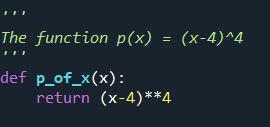 '''
The function p(x) = (x-4)^4
'''
def p_of_x(x):
    return (x-4)**4